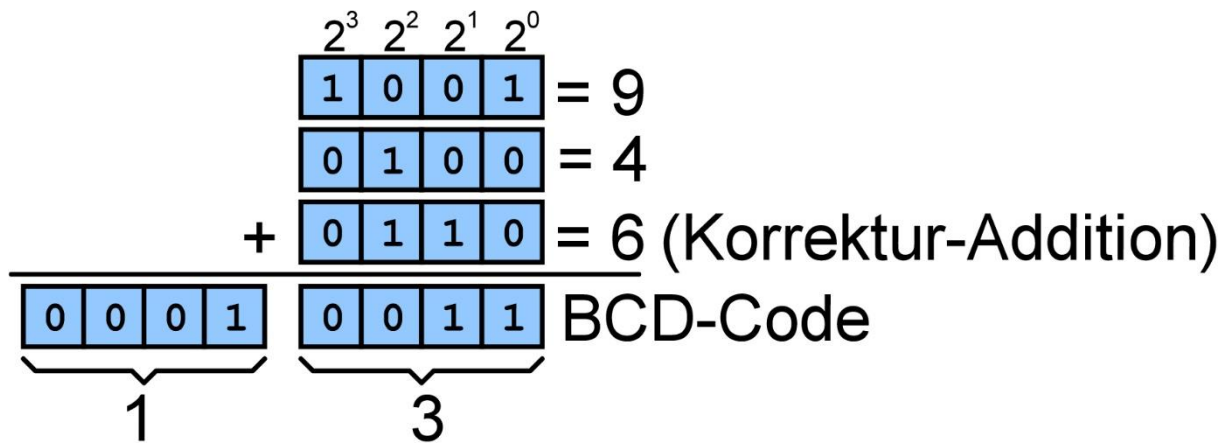 2³ 2² 2¹ 2⁰
1 0 0 1 = 9
0 1 0 0 = 4
+ 0 1 1 0 = 6 (Korrektur-Addition)
0 0 0 1 0 0 1 1 BCD-Code
1 3